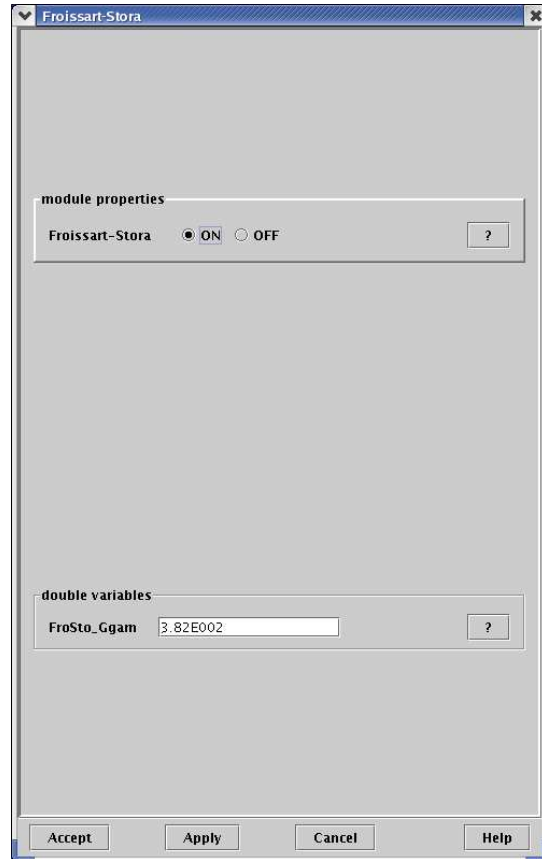 Froissart-Stora
module properties
Froissart-Stora ON OFF ?
double variables
FroSto_Ggam 3.82E002 ?
Accept Apply Cancel Help